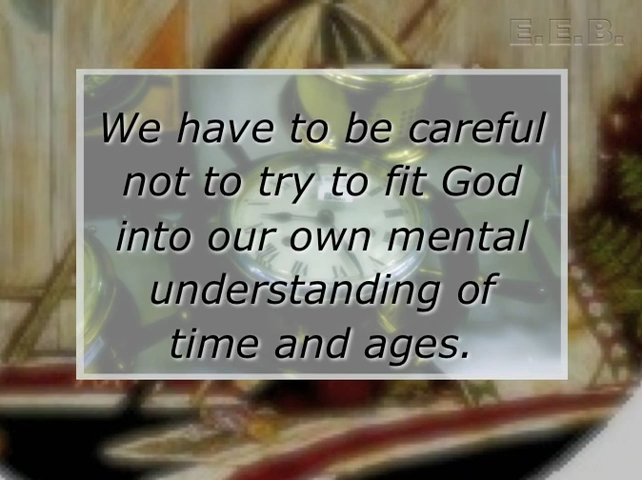 E.E.B.
We have to be careful
not to try to fit God
into our own mental
understanding of
time and ages.